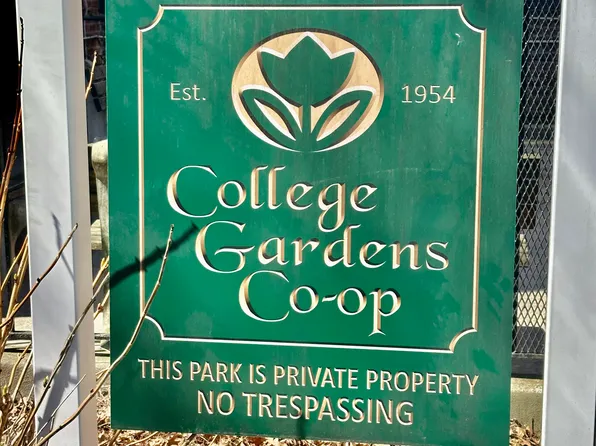 Est. 1954
College
Gardens
Co-op
THIS PARK IS PRIVATE PROPERTY
NO TRESPASSING